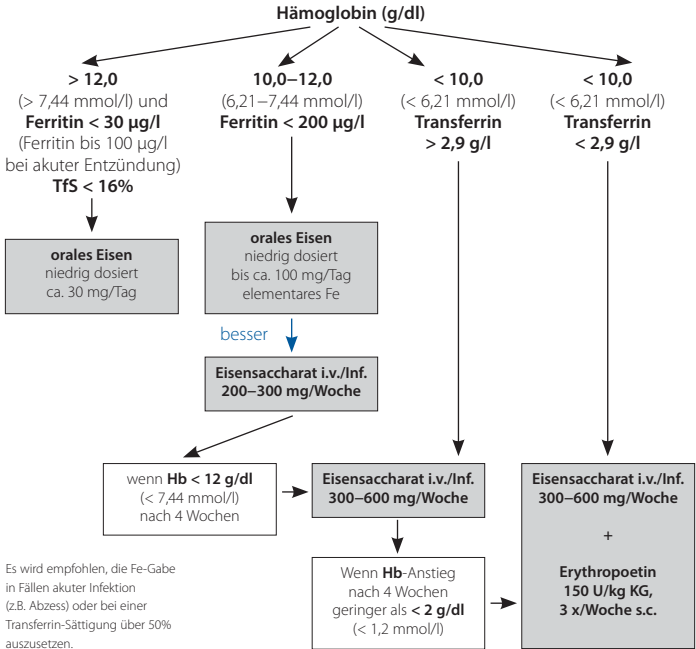 Hämoglobin (g/dl)
> 12,0
(> 7,44 mmol/l) und
Ferritin < 30 µg/l
(Ferritin bis 100 µg/l
bei akuter Entzündung)
TfS < 16%
10,0–12,0
(6,21–7,44 mmol/l)
Ferritin < 200 µg/l
< 10,0
(< 6,21 mmol/l)
Transferrin
> 2,9 g/l
< 10,0
(< 6,21 mmol/l)
Transferrin
< 2,9 g/l
orales Eisen
niedrig dosiert
ca. 30 mg/Tag
orales Eisen
niedrig dosiert
bis ca. 100 mg/Tag
elementares Fe
besser
Eisensaccharat i.v./Inf.
200–300 mg/Woche
wenn Hb < 12 g/dl
(< 7,44 mmol/l)
nach 4 Wochen
Eisensaccharat i.v./Inf.
300–600 mg/Woche
Eisensaccharat i.v./Inf.
300–600 mg/Woche
+
Erythropoetin
150 U/kg KG,
3 x/Woche s.c.
Wenn Hb-Anstieg
nach 4 Wochen
geringer als < 2 g/dl
(< 1,2 mmol/l)
Es wird empfohlen, die Fe-Gabe
in Fällen akuter Infektion
(z.B. Abzess) oder bei einer
Transferrin-Sättigung über 50%
auszusetzen.